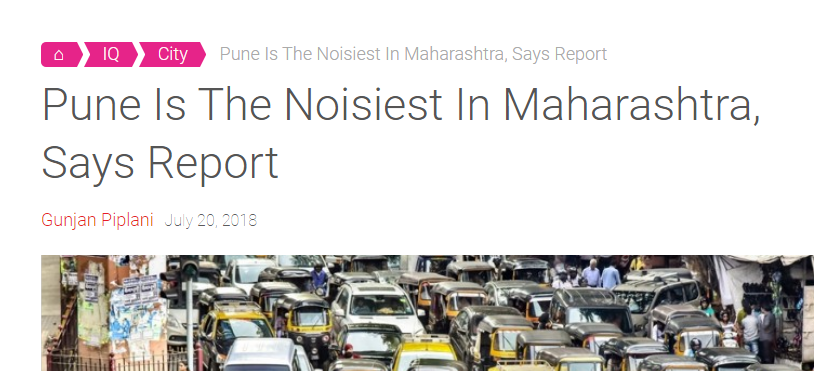 IQ City Pune Is The Noisiest In Maharashtra, Says Report
Pune Is The Noisiest In Maharashtra,
Says Report
Gunjan Piplani July 20, 2018